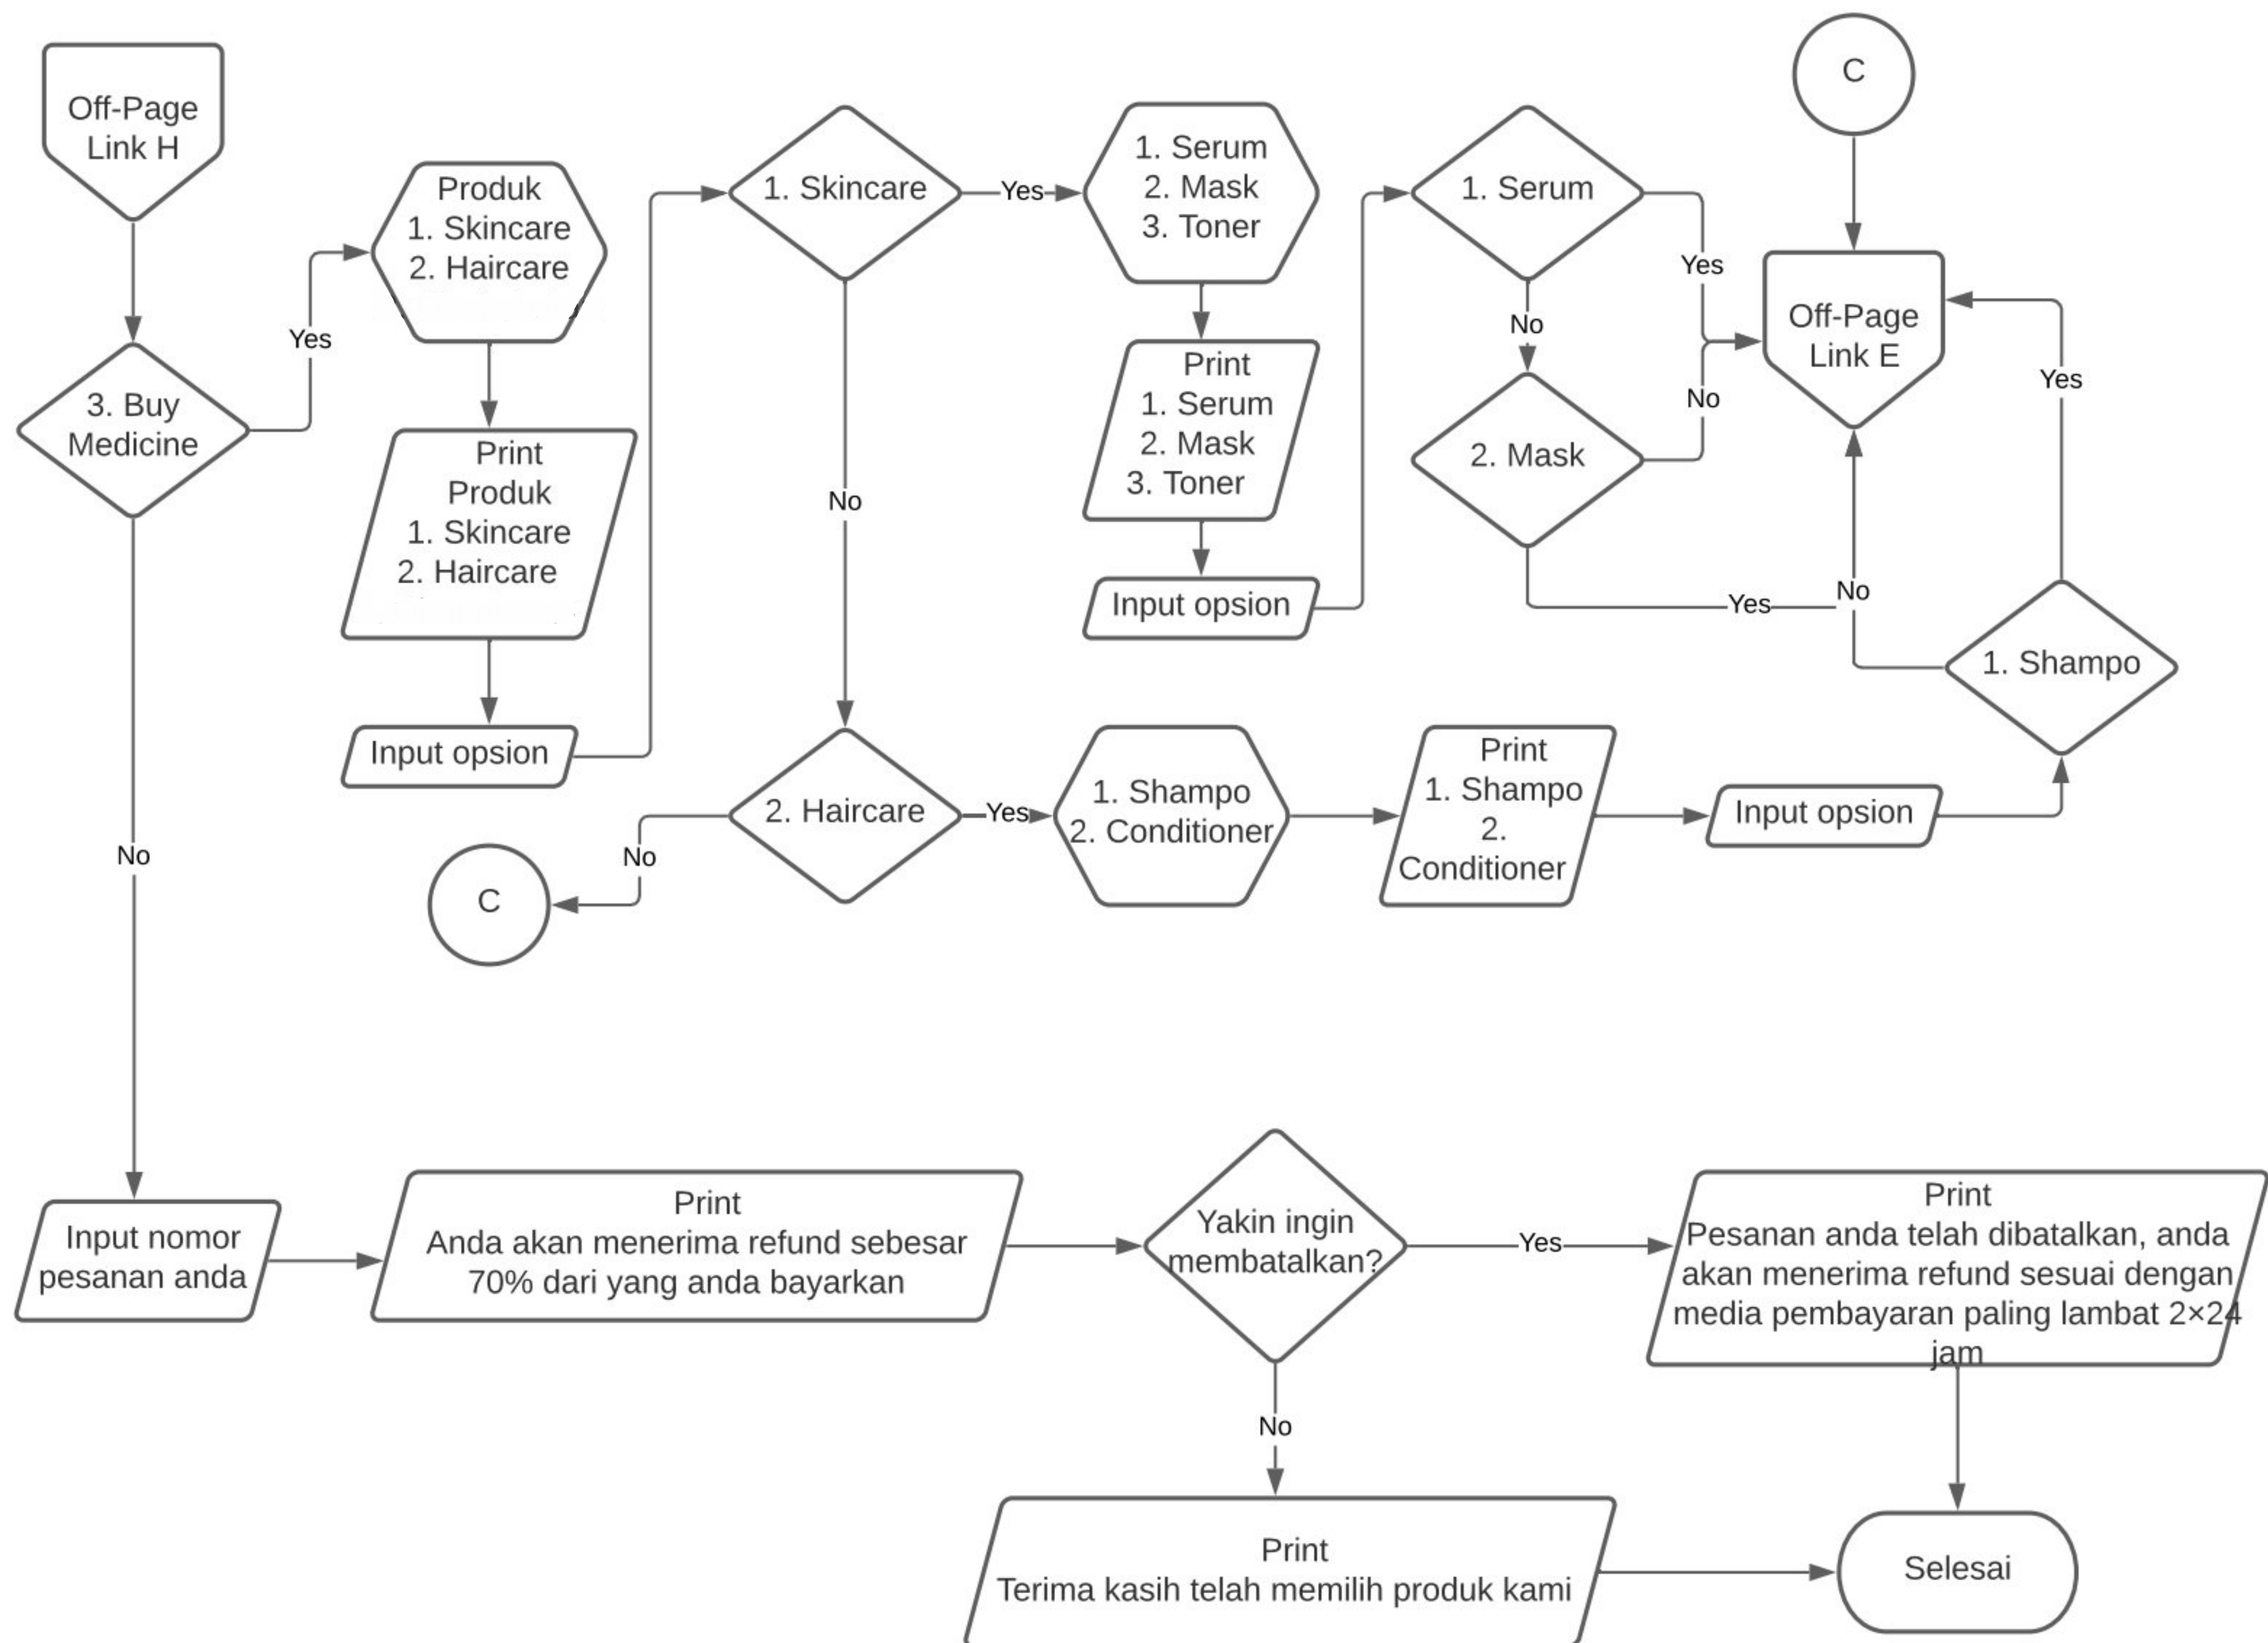 Off-Page
Link H
3. Buy
Medicine
Yes
No
Produk
1. Skincare
2. Haircare
Print
Produk
1. Skincare
2. Haircare
Input opsion
1. Skincare
Yes
No
1. Serum
2. Mask
3. Toner
Print
1. Serum
2. Mask
3. Toner
Input opsion
1. Serum
Yes
No
2. Mask
No
Yes
C
Off-Page
Link E
Yes
No
1. Shampo
2. Haircare
No
C
Yes
1. Shampo
2. Conditioner
Print
1. Shampo
2.
Conditioner
Input opsion
Input nomor
pesanan anda
Print
Anda akan menerima refund sebesar
70% dari yang anda bayarkan
Yakin ingin
membatalkan?
Yes
Print
Pesanan anda telah dibatalkan, anda
akan menerima refund sesuai dengan
media pembayaran paling lambat 2×24
jam
No
Print
Terima kasih telah memilih produk kami
Selesai